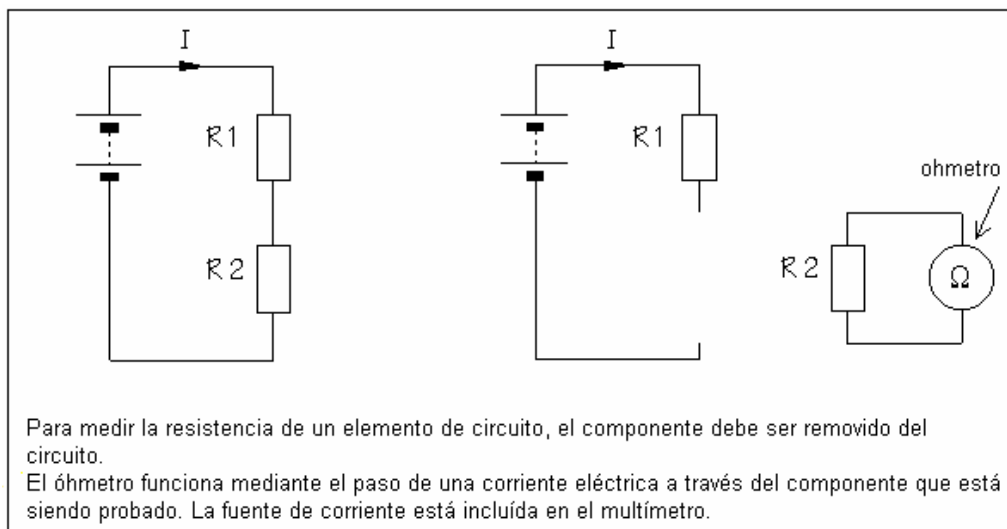 I
R1
R2
I
R1
ohmetro
R2
Ω
Para medir la resistencia de un elemento de circuito, el componente debe ser removido del
circuito.
El óhmetro funciona mediante el paso de una corriente eléctrica a través del componente que está
siendo probado. La fuente de corriente está incluída en el multímetro.